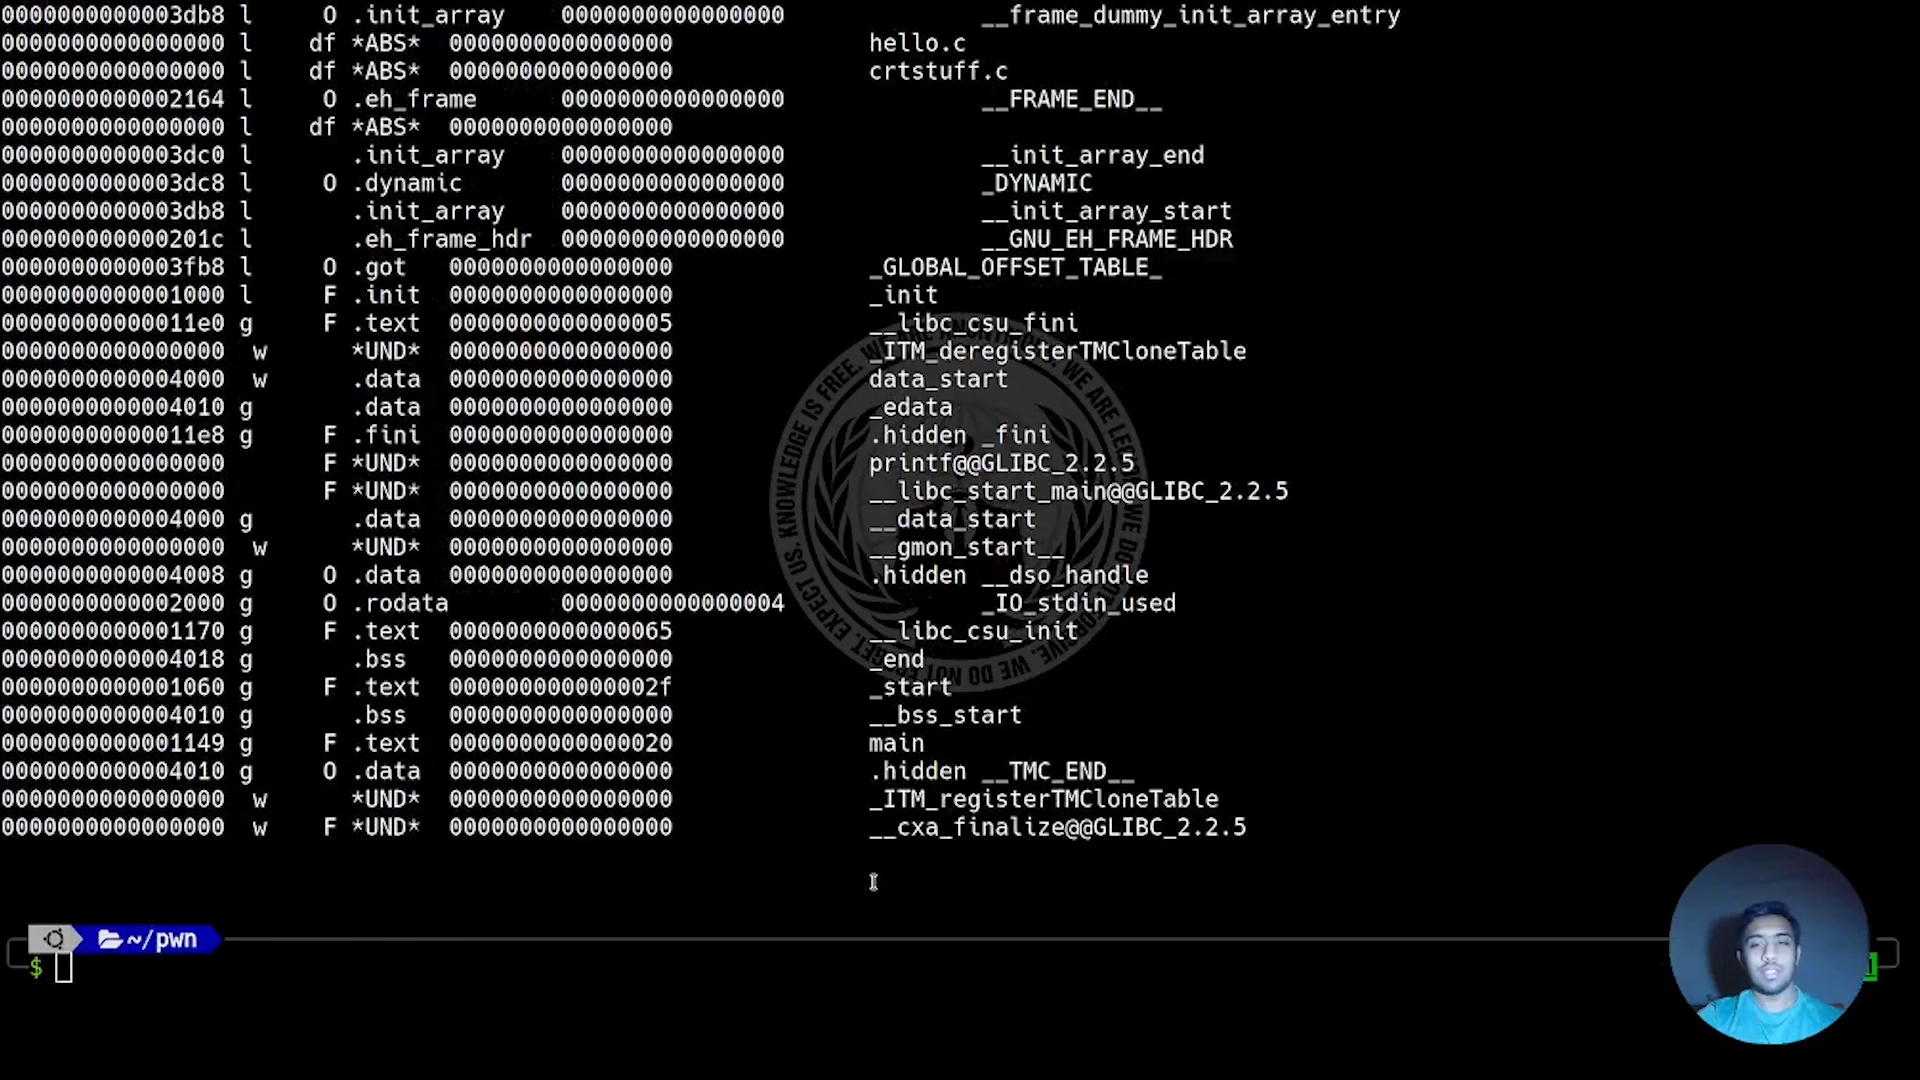 0000000000003db8 l     O .init_array	0000000000000000              __frame_dummy_init_array_entry
0000000000000000 l    df *ABS*	0000000000000000              hello.c
0000000000000000 l    df *ABS*	0000000000000000              crtstuff.c
0000000000002164 l     O .eh_frame	0000000000000000              __FRAME_END__
0000000000000000 l    df *ABS*	0000000000000000
0000000000003dc0 l       .init_array	0000000000000000              __init_array_end
0000000000003dc8 l     O .dynamic	0000000000000000              _DYNAMIC
0000000000003db8 l       .init_array	0000000000000000              __init_array_start
000000000000201c l       .eh_frame_hdr	0000000000000000              __GNU_EH_FRAME_HDR
0000000000003fb8 l     O .got	0000000000000000              _GLOBAL_OFFSET_TABLE_
0000000000001000 l     F .init	0000000000000000              _init
00000000000011e0 g     F .text	0000000000000005              __libc_csu_fini
0000000000000000  w      *UND*	0000000000000000              _ITM_deregisterTMCloneTable
0000000000004000  w      .data	0000000000000000              data_start
0000000000004010 g       .data	0000000000000000              _edata
00000000000011e8 g     F .fini	0000000000000000              .hidden _fini
0000000000000000       F *UND*	0000000000000000              printf@@GLIBC_2.2.5
0000000000000000       F *UND*	0000000000000000              __libc_start_main@@GLIBC_2.2.5
0000000000004000 g       .data	0000000000000000              __data_start
0000000000000000  w      *UND*	0000000000000000              __gmon_start__
0000000000004008 g     O .data	0000000000000000              .hidden __dso_handle
0000000000002000 g     O .rodata	0000000000000004              _IO_stdin_used
0000000000001170 g     F .text	0000000000000065              __libc_csu_init
0000000000004018 g       .bss	0000000000000000              _end
0000000000001060 g     F .text	000000000000002f              _start
0000000000004010 g       .bss	0000000000000000              __bss_start
0000000000001149 g     F .text	0000000000000020              main
0000000000004010 g     O .data	0000000000000000              .hidden __TMC_END__
0000000000000000  w      *UND*	0000000000000000              _ITM_registerTMCloneTable
0000000000000000  w    F *UND*	0000000000000000              __cxa_finalize@@GLIBC_2.2.5
~/pwn
$